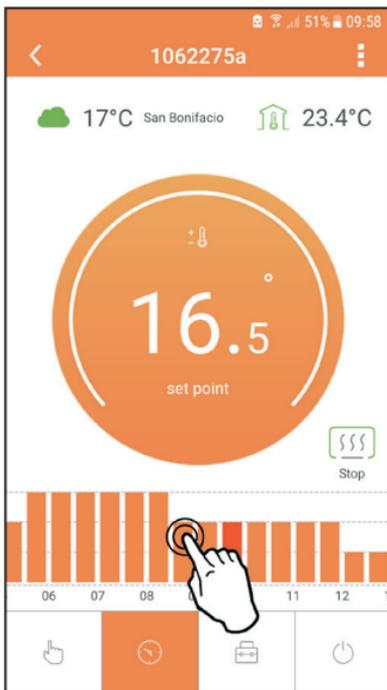 51% 09:58
1062275a
17°C San Bonifacio 23.4°C
16.5°
set point
Stop
06 07 08 11 12